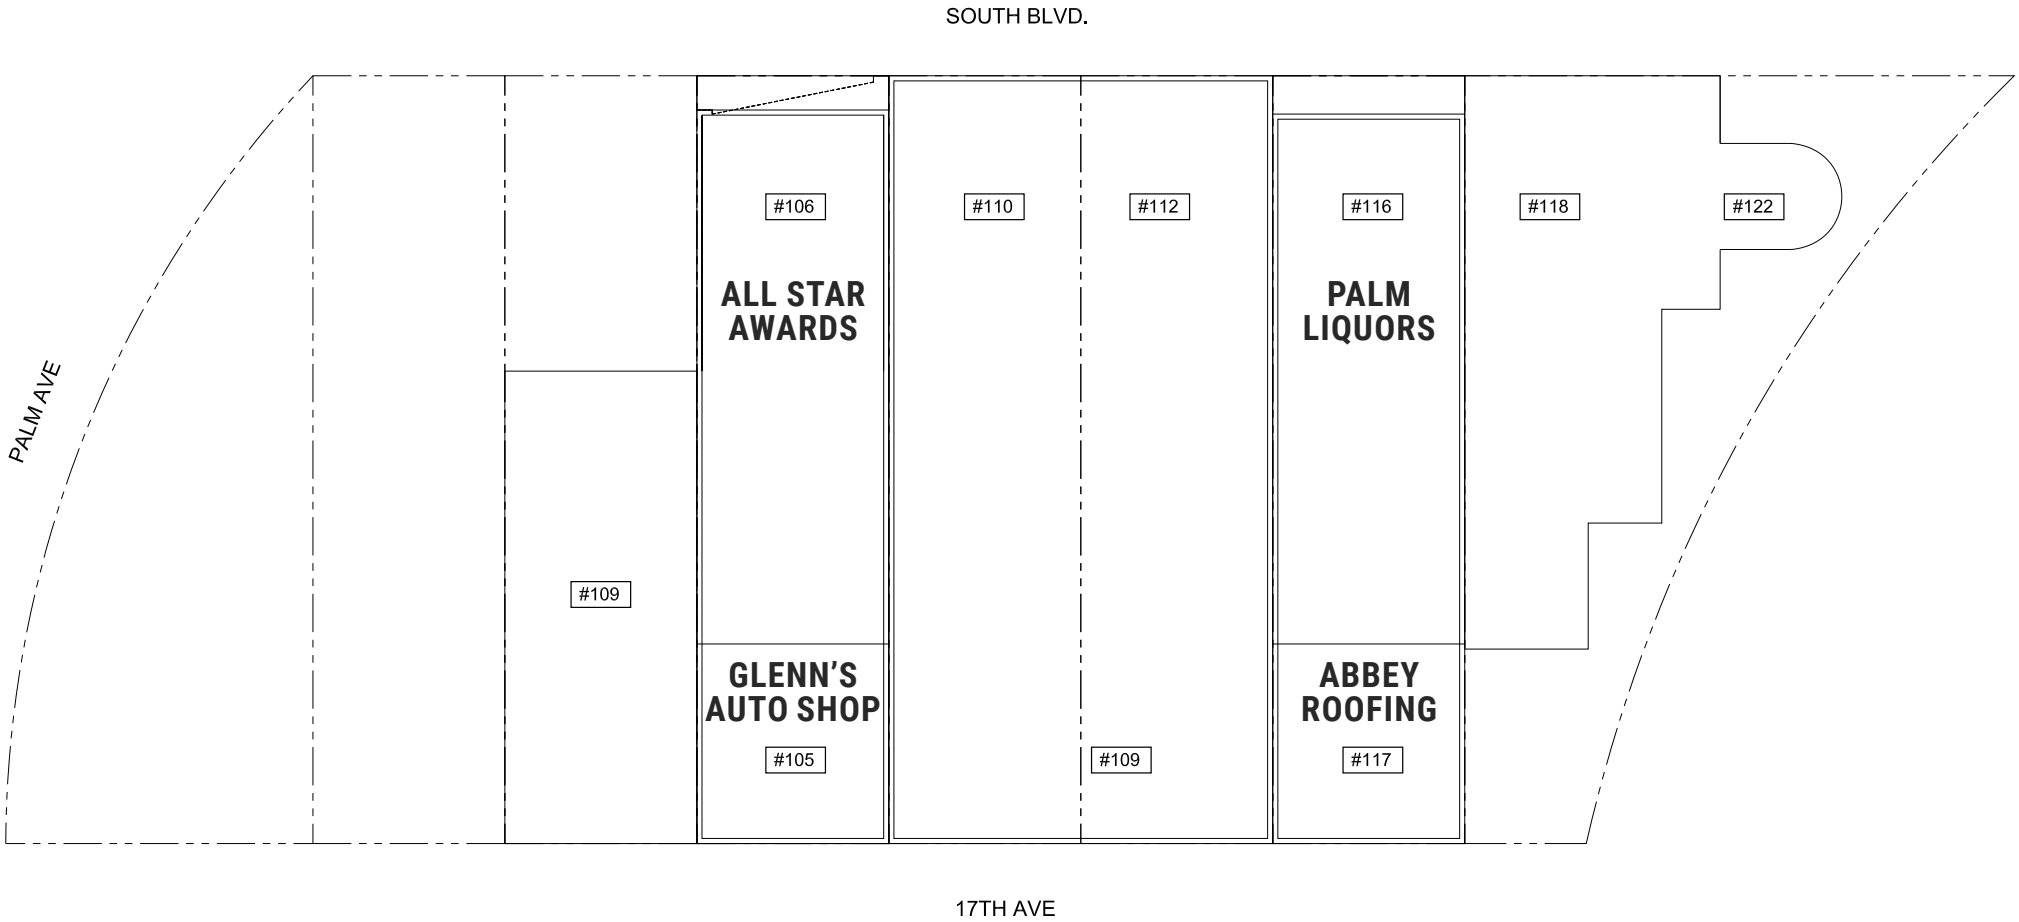 SOUTH BLVD.
#106
#110
#112
#116
#118
#122
ALL STAR
AWARDS
PALM
LIQUORS
PALM AVE
#109
GLENN'S
AUTO SHOP
ABBEY
ROOFING
#105
#109
#117
17TH AVE